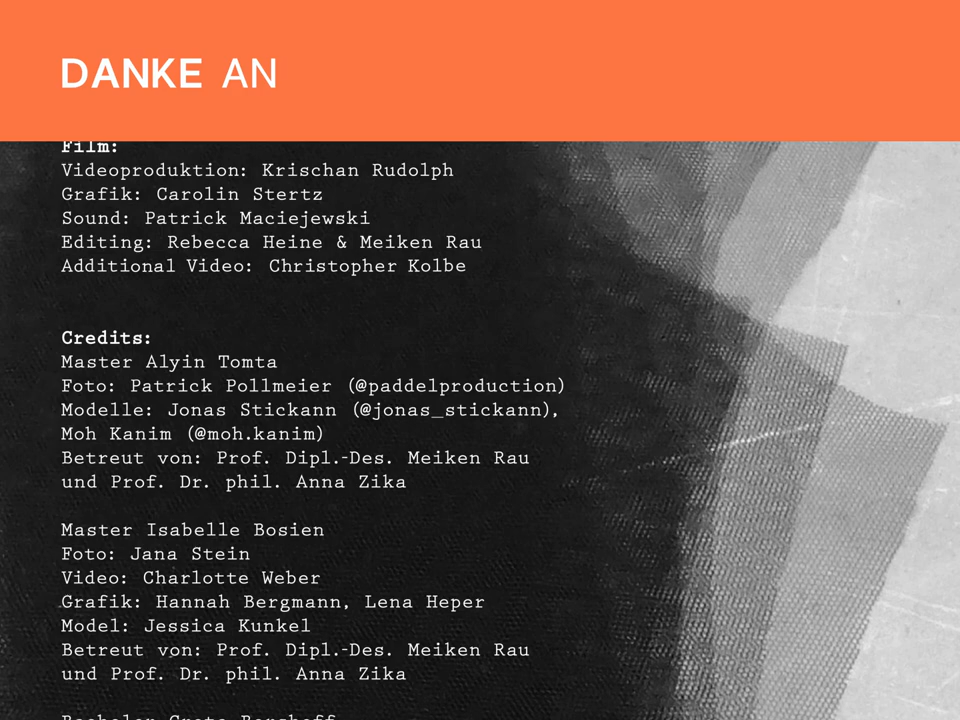 DANKE AN
Film:
Videoproduktion: Krischan Rudolph
Grafik: Carolin Stertz
Sound: Patrick Maciejewski
Editing: Rebecca Heine & Meiken Rau
Additional Video: Christopher Kolbe
Credits:
Master Alyin Tomta
Foto: Patrick Pollmeier (@paddelproduction)
Modelle: Jonas Stickann (@jonas_stickann),
Moh Kanim (@moh.kanim)
Betreut von: Prof. Dipl.-Des. Meiken Rau
und Prof. Dr. phil. Anna Zika
Master Isabelle Bosien
Foto: Jana Stein
Video: Charlotte Weber
Grafik: Hannah Bergmann, Lena Heper
Model: Jessica Kunkel
Betreut von: Prof. Dipl.-Des. Meiken Rau
und Prof. Dr. phil. Anna Zika